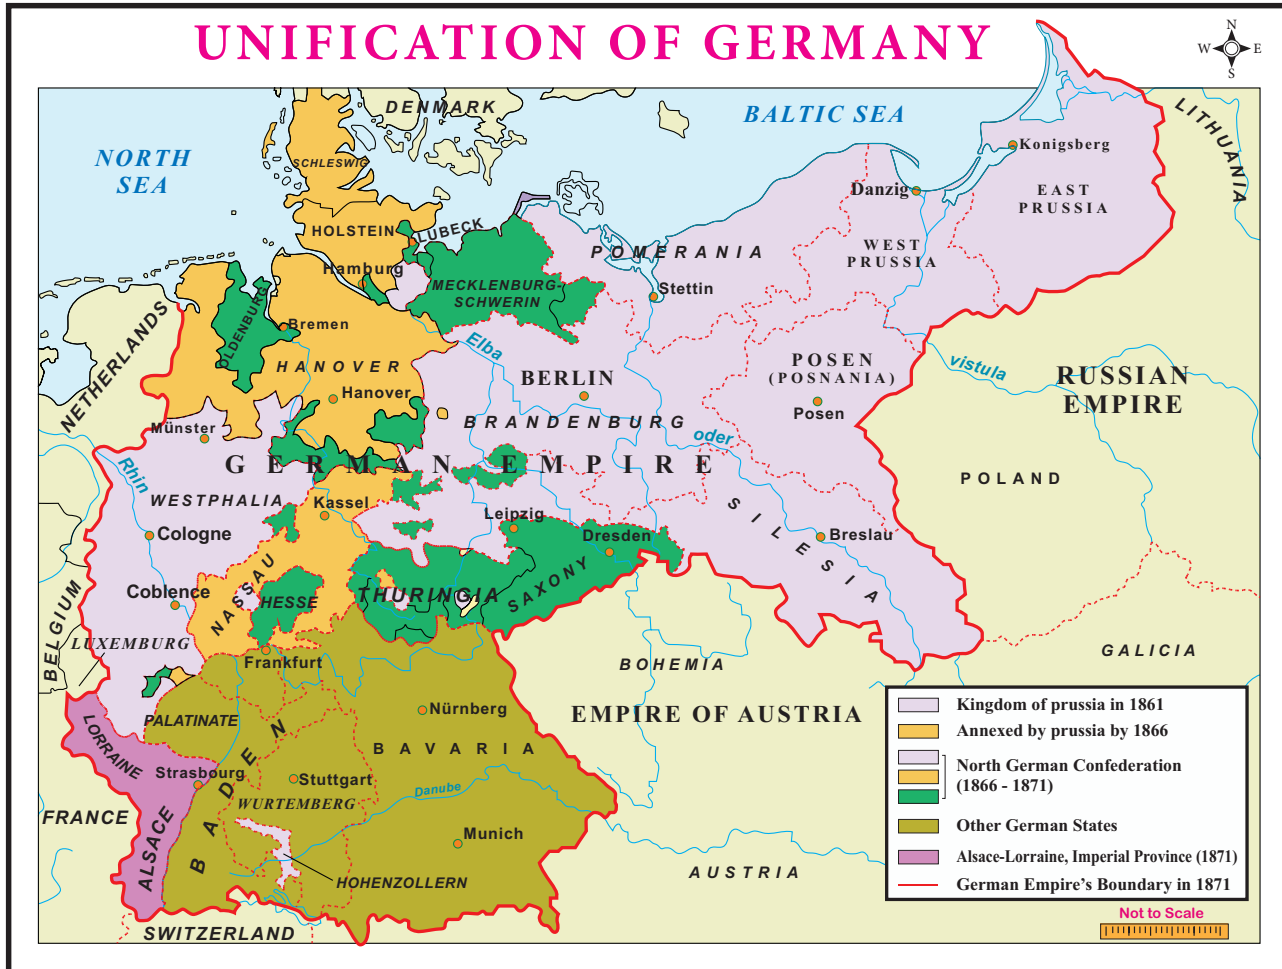 UNIFICATION OF GERMANY
N
W E
S
DENMARK
BALTIC SEA
LITHUANIA
NORTH
SEA
SCHLESWIG
Konigsberg
Danzig
EAST
PRUSSIA
HOLSTEIN
LUBECK
POMERANIA
WEST
PRUSSIA
Hamburg
MECKLENBURG-
SCHWERIN
Stettin
OLDENBURG
Bremen
NETHERLANDS
Elba
HANOVER
BERLIN
POSEN
(POSNANIA)
vistula
RUSSIAN
EMPIRE
Hanover
Posen
Münster
BRANDENBURG
oder
GERMAN EMPIRE
Rhin
POLAND
WESTPHALIA
Kassel
Leipzig
SILESIA
Cologne
Dresden
Breslau
NASSAU
Coblence
HESSE
THURINGIA
SAXONY
BELGIUM
LUXEMBURG
Frankfurt
BOHEMIA
GALICIA
PALATINATE
Nürnberg
EMPIRE OF AUSTRIA
LORRAINE
BADEN
BAVARIA
Strasbourg
Stuttgart
WURTEMBERG
Danube
FRANCE
Munich
ALSACE
HOHENZOLLERN
AUSTRIA
SWITZERLAND
Kingdom of prussia in 1861
Annexed by prussia by 1866
North German Confederation
(1866 - 1871)
Other German States
Alsace-Lorraine, Imperial Province (1871)
German Empire's Boundary in 1871
Not to Scale